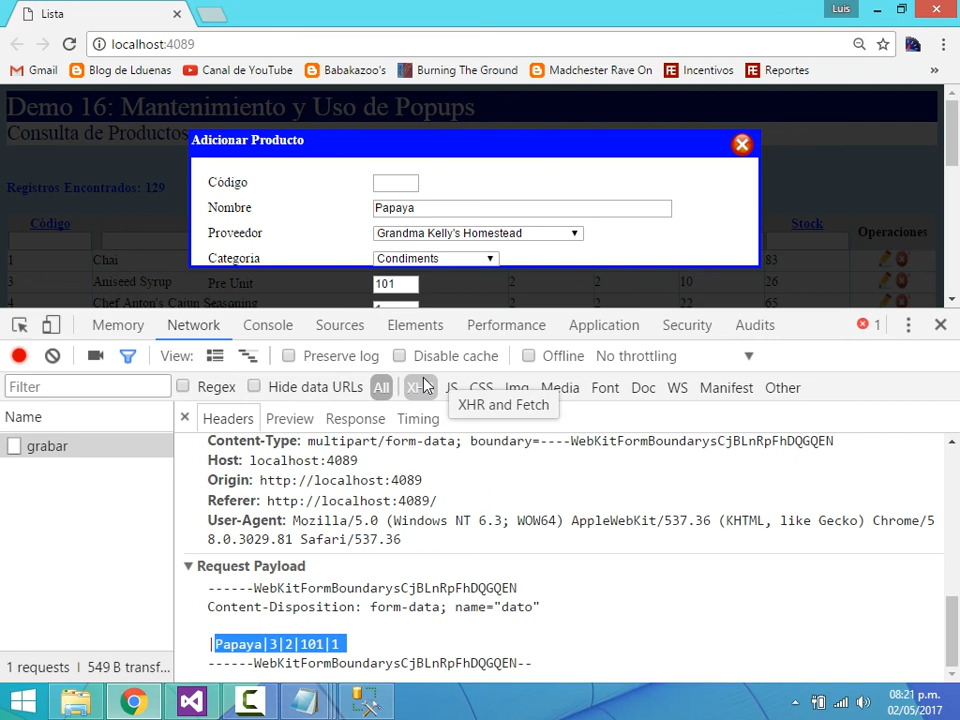 Lista
Luis
localhost:4089
Gmail Blog de Lduenas Canal de YouTube Babakazoo's Burning The Ground Madchester Rave On Incentivos Reportes »
Demo 16: Mantenimiento y Uso de Popups
Consulta de Productos
Adicionar Producto
Código
Registros Encontrados: 129
Nombre Papaya
Proveedor Grandma Kelly's Homestead
Código Stock
Operaciones
Categoria Condiments
1 Chai 83
3 Aniseed Syrup 2 2 10 26
Pre Unit 101
4 Chef Anton's Cajun Seasoning 2 2 22 65
Memory Network Console Sources Elements Performance Application Security Audits 1
View: Preserve log Disable cache Offline No throttling
Filter Regex Hide data URLs All XHR JS CSS Img Media Font Doc WS Manifest Other
XHR and Fetch
Name Headers Preview Response Timing
grabar
Content-Type: multipart/form-data; boundary=----WebKitFormBoundarysCjBLnRpFhDQGQEN
Host: localhost:4089
Origin: http://localhost:4089
Referer: http://localhost:4089/
User-Agent: Mozilla/5.0 (Windows NT 6.3; WOW64) AppleWebKit/537.36 (KHTML, like Gecko) Chrome/5
8.0.3029.81 Safari/537.36
Request Payload
------WebKitFormBoundarysCjBLnRpFhDQGQEN
Content-Disposition: form-data; name="dato"
|Papaya|3|2|101|1
------WebKitFormBoundarysCjBLnRpFhDQGQEN--
1 requests | 549 B transf...
08:21 p.m.
02/05/2017